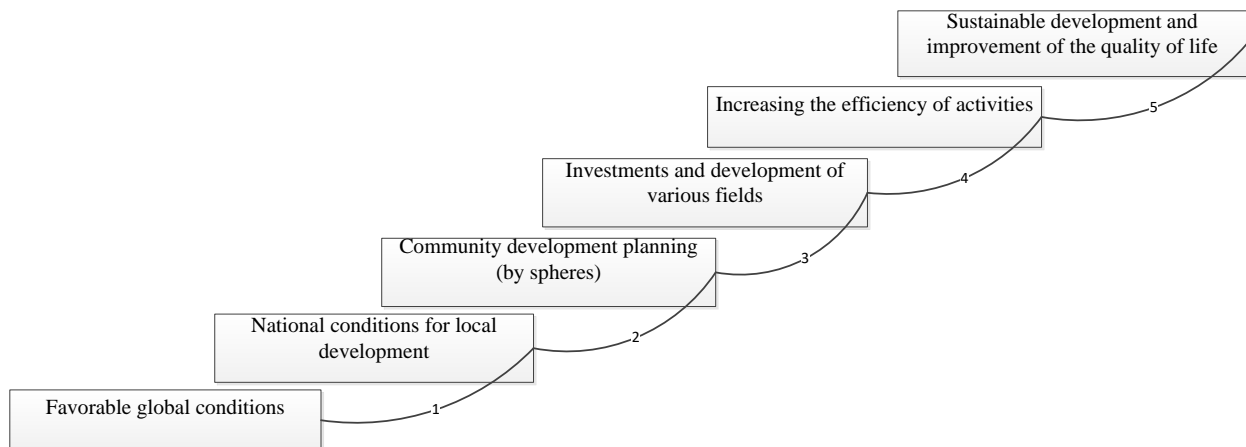 Sustainable development and
improvement of the quality of life
5
Increasing the efficiency of activities
4
Investments and development of
various fields
3
Community development planning
(by spheres)
2
National conditions for local
development
1
Favorable global conditions